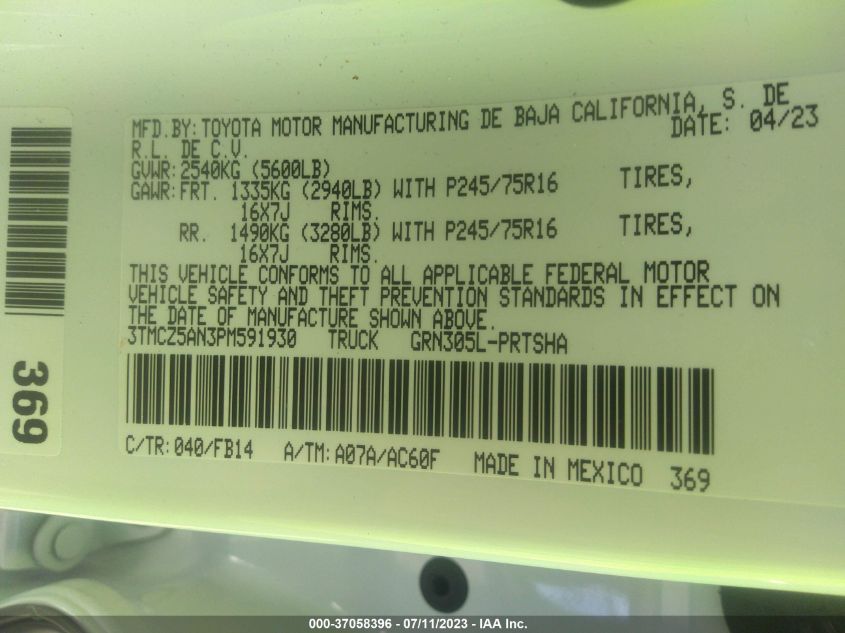 MFD.BY:TOYOTA MOTOR MANUFACTURING DE BAJA CALIFORNIA, S. DE
R.L. DE C.V. DATE: 04/23
GVWR:2540KG (5600LB)
GAWR:FRT. 1335KG (2940LB) WITH P245/75R16 TIRES,
16X7J RIMS.
RR. 1490KG (3280LB) WITH P245/75R16 TIRES,
16X7J RIMS.
THIS VEHICLE CONFORMS TO ALL APPLICABLE FEDERAL MOTOR
VEHICLE SAFETY AND THEFT PREVENTION STANDARDS IN EFFECT ON
THE DATE OF MANUFACTURE SHOWN ABOVE.
3TMCZ5AN3PM591930 TRUCK GRN305L-PRTSHA
C/TR:040/FB14 A/TM:A07A/AC60F MADE IN MEXICO 369
369
000-37058396 - 07/11/2023 - IAA Inc.